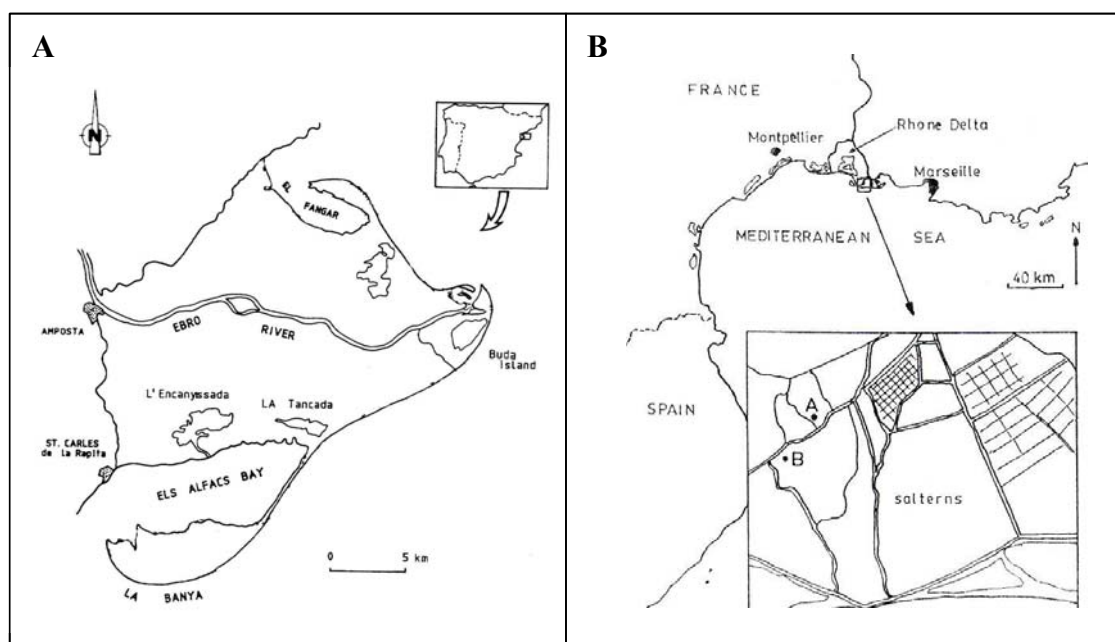 A
N
EL
FANGAR
AMPOSTA
EBRO RIVER
Buda
Island
L' Encanyssada
LA Tancada
ST. CARLES
de la Rapita
ELS ALFACS BAY
0 5 km
LA BANYA
B
FRANCE
Montpellier
Rhone Delta
Marseille
MEDITERRANEAN SEA
N
40 km
SPAIN
A
B
salterns